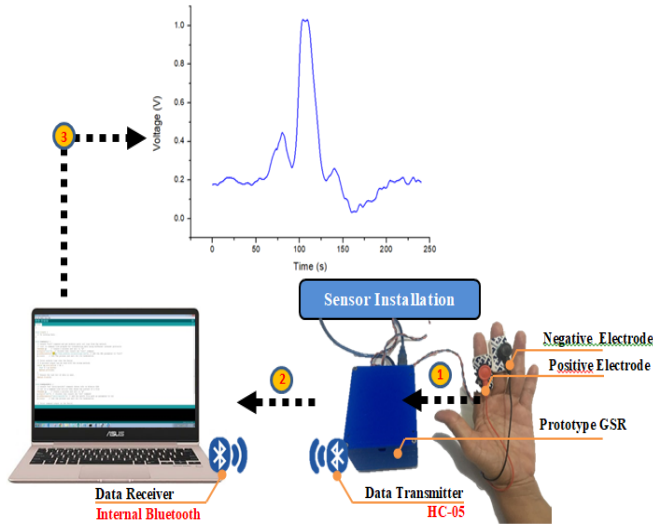 1.0
0.8
0.6
0.4
0.2
0.0
Voltage (V)
0
50
100
150
200
250
Time (s)
3
Sensor Installation
Negative Electrode
Positive Electrode
1
2
Prototype GSR
ASUS
Data Receiver
Internal Bluetooth
Data Transmitter
HC-05